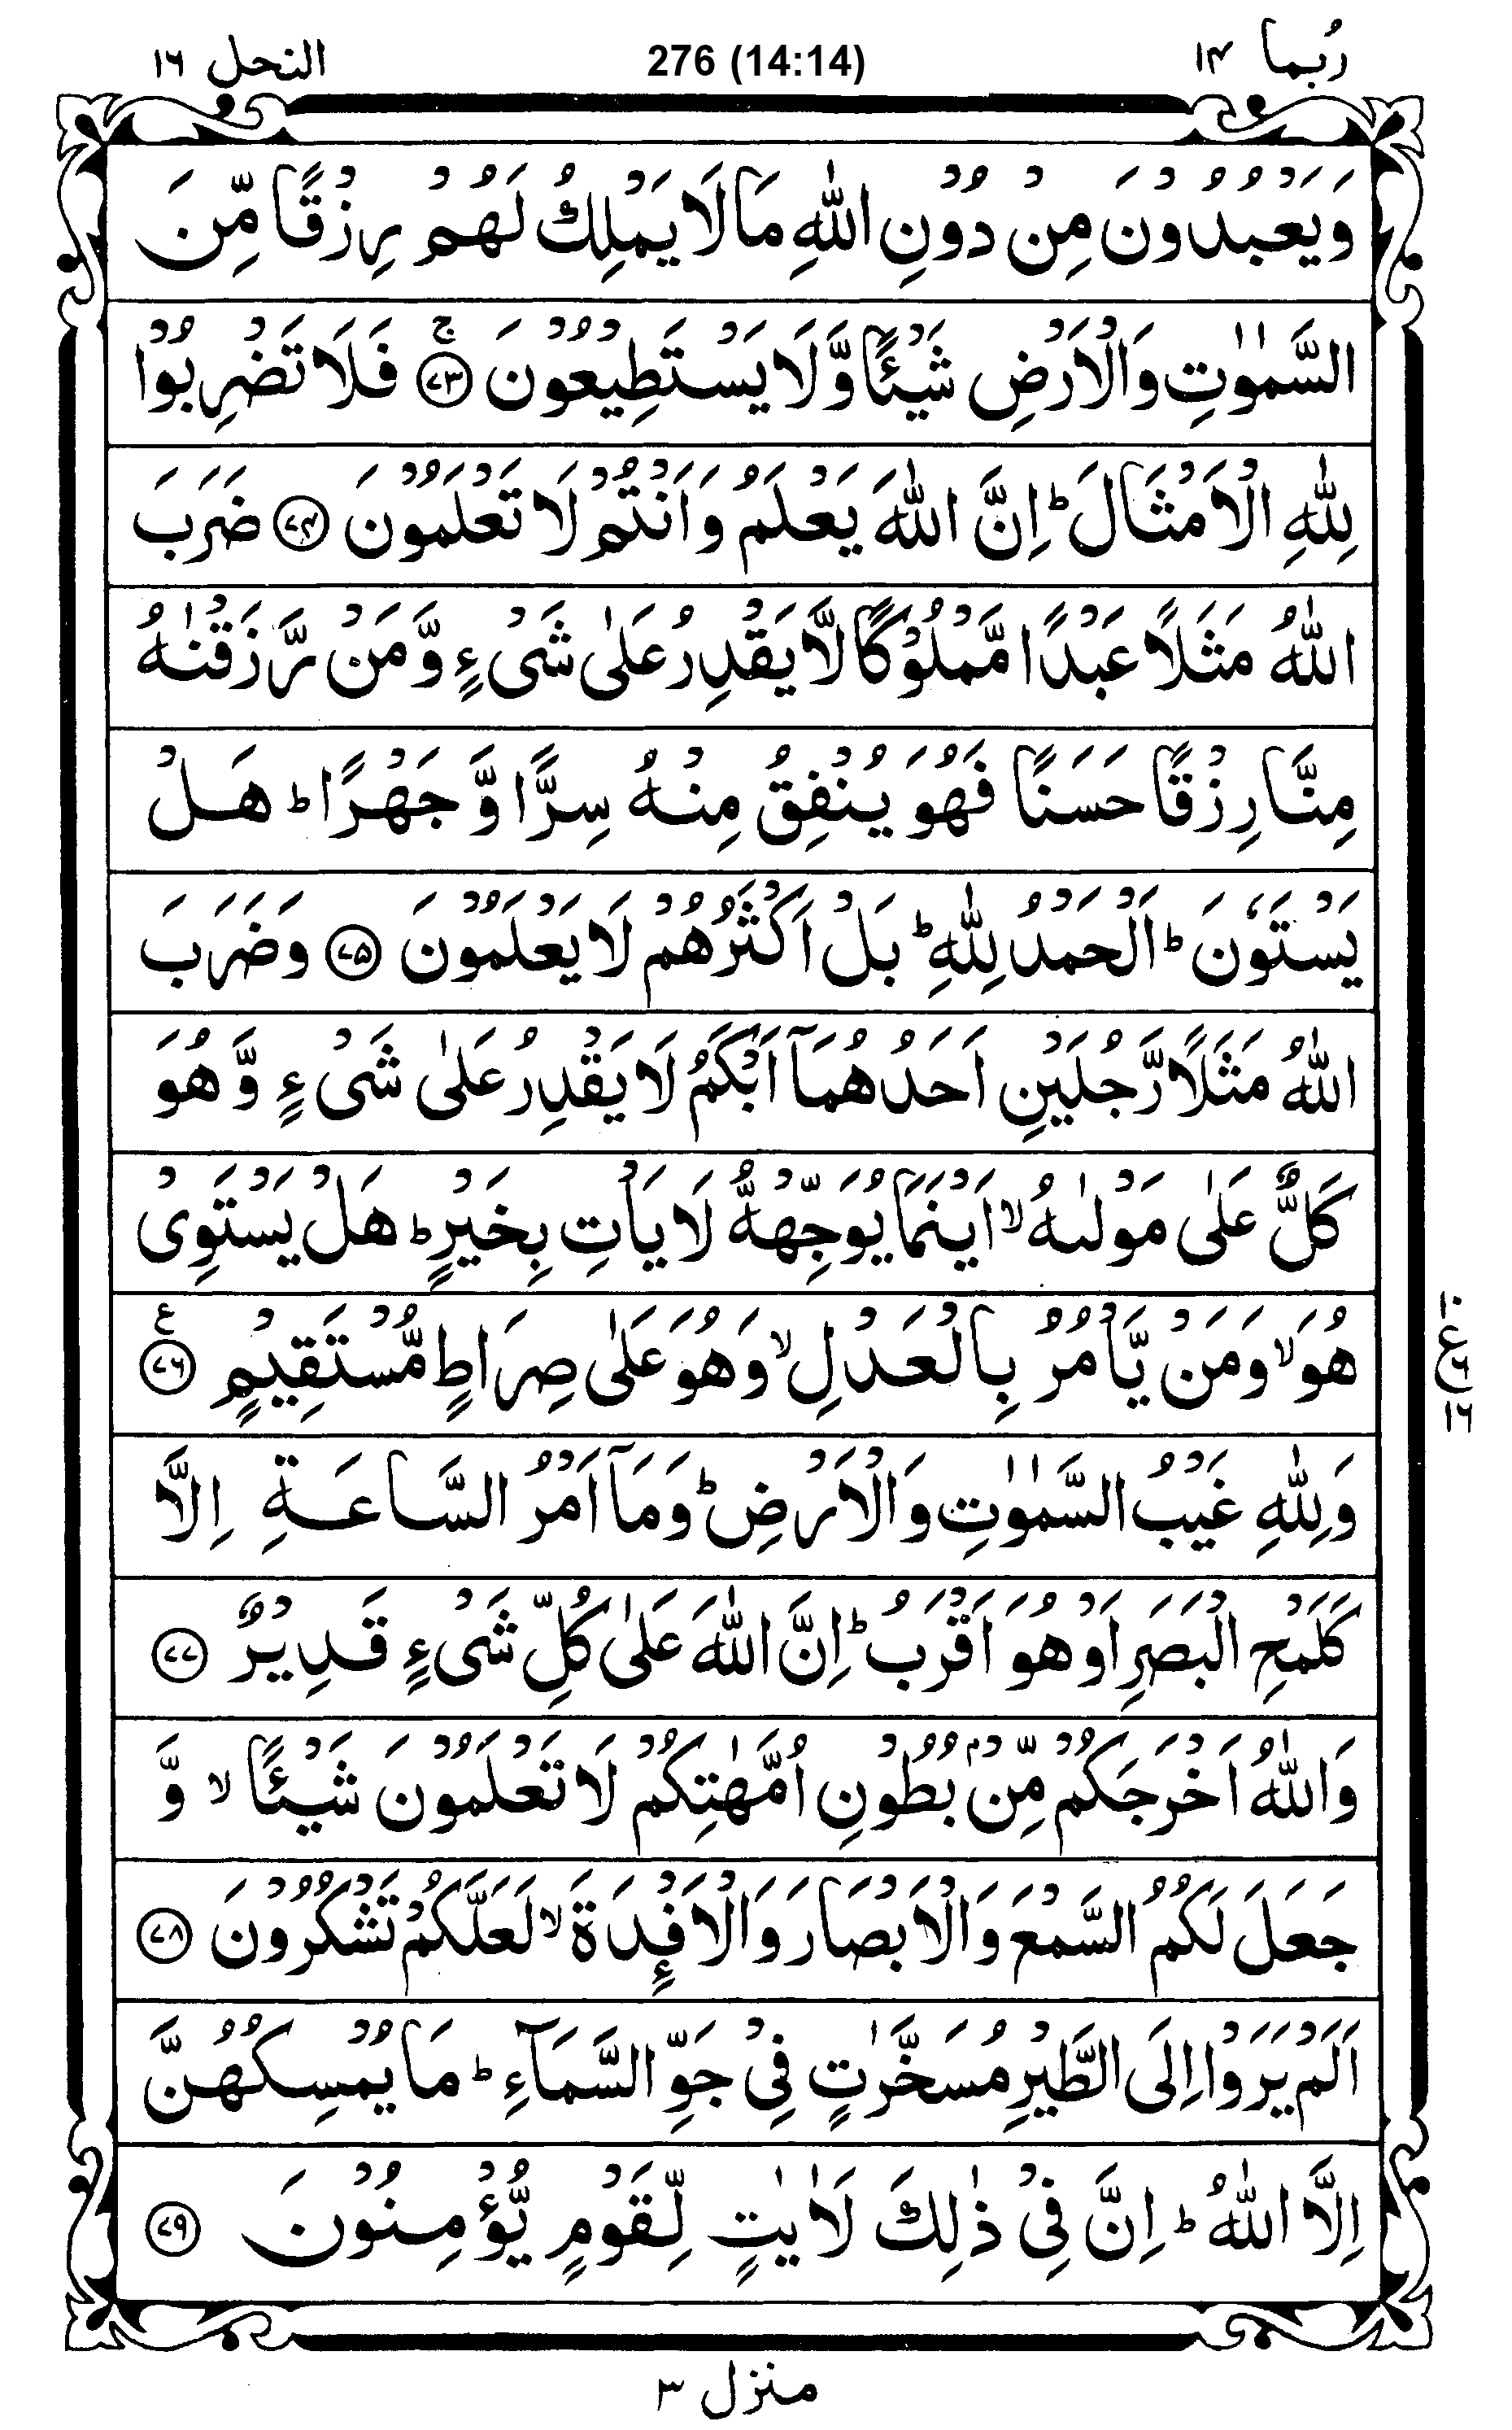 رُبَمَا ١٤
276 (14:14)
النحل ١٦
وَيَعْبُدُوْنَ مِنْ دُوْنِ اللّٰهِ مَا لَا يَمْلِكُ لَهُمْ رِزْقًا مِّنَ
السَّمٰوٰتِ وَالْاَرْضِ شَيْـًٔا وَّلَا يَسْتَطِيْعُوْنَ ۚ ﴿٧٣﴾ فَلَا تَضْرِبُوْا
لِلّٰهِ الْاَمْثَالَ ؕ اِنَّ اللّٰهَ يَعْلَمُ وَاَنْتُمْ لَا تَعْلَمُوْنَ ﴿٧٤﴾ ضَرَبَ
اللّٰهُ مَثَلًا عَبْدًا مَّمْلُوْكًا لَّا يَقْدِرُ عَلٰى شَىْءٍ وَّمَنْ رَّزَقْنٰهُ
مِنَّا رِزْقًا حَسَنًا فَهُوَ يُنْفِقُ مِنْهُ سِرًّا وَّجَهْرًا ؕ هَلْ
يَسْتَوٗنَ ؕ اَلْحَمْدُ لِلّٰهِ ؕ بَلْ اَكْثَرُهُمْ لَا يَعْلَمُوْنَ ﴿٧٥﴾ وَضَرَبَ
اللّٰهُ مَثَلًا رَّجُلَيْنِ اَحَدُهُمَاۤ اَبْكَمُ لَا يَقْدِرُ عَلٰى شَىْءٍ وَّهُوَ
كَلٌّ عَلٰى مَوْلٰىهُ ۙ اَيْنَمَا يُوَجِّهْهُّ لَا يَاْتِ بِخَيْرٍ ؕ هَلْ يَسْتَوِىْ
هُوَ ۙ وَمَنْ يَّاْمُرُ بِالْعَدْلِ ۙ وَهُوَ عَلٰى صِرَاطٍ مُّسْتَقِيْمٍ ﴿٧٦﴾ ع
١٠ ع ٦ ١٦
وَلِلّٰهِ غَيْبُ السَّمٰوٰتِ وَالْاَرْضِ ؕ وَمَاۤ اَمْرُ السَّاعَةِ اِلَّا
كَلَمْحِ الْبَصَرِ اَوْ هُوَ اَقْرَبُ ؕ اِنَّ اللّٰهَ عَلٰى كُلِّ شَىْءٍ قَدِيْرٌ ﴿٧٧﴾
وَاللّٰهُ اَخْرَجَكُمْ مِّنْۢ بُطُوْنِ اُمَّهٰتِكُمْ لَا تَعْلَمُوْنَ شَيْـًٔا ۙ وَّ
جَعَلَ لَكُمُ السَّمْعَ وَالْاَبْصَارَ وَالْاَفْـِٕدَةَ ۙ لَعَلَّكُمْ تَشْكُرُوْنَ ﴿٧٨﴾
اَلَمْ يَرَوْا اِلَى الطَّيْرِ مُسَخَّرٰتٍ فِىْ جَوِّ السَّمَآءِ ؕ مَا يُمْسِكُهُنَّ
اِلَّا اللّٰهُ ؕ اِنَّ فِىْ ذٰلِكَ لَاٰيٰتٍ لِّقَوْمٍ يُّؤْمِنُوْنَ ﴿٧٩﴾
منزل ٣